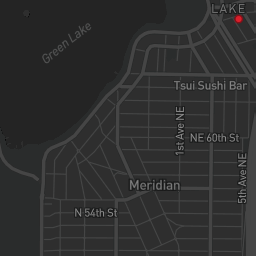 LAKE
Green Lake
Tsui Sushi Bar
1st Ave NE
NE 60th St
5th Ave NE
Meridian
N 54th St